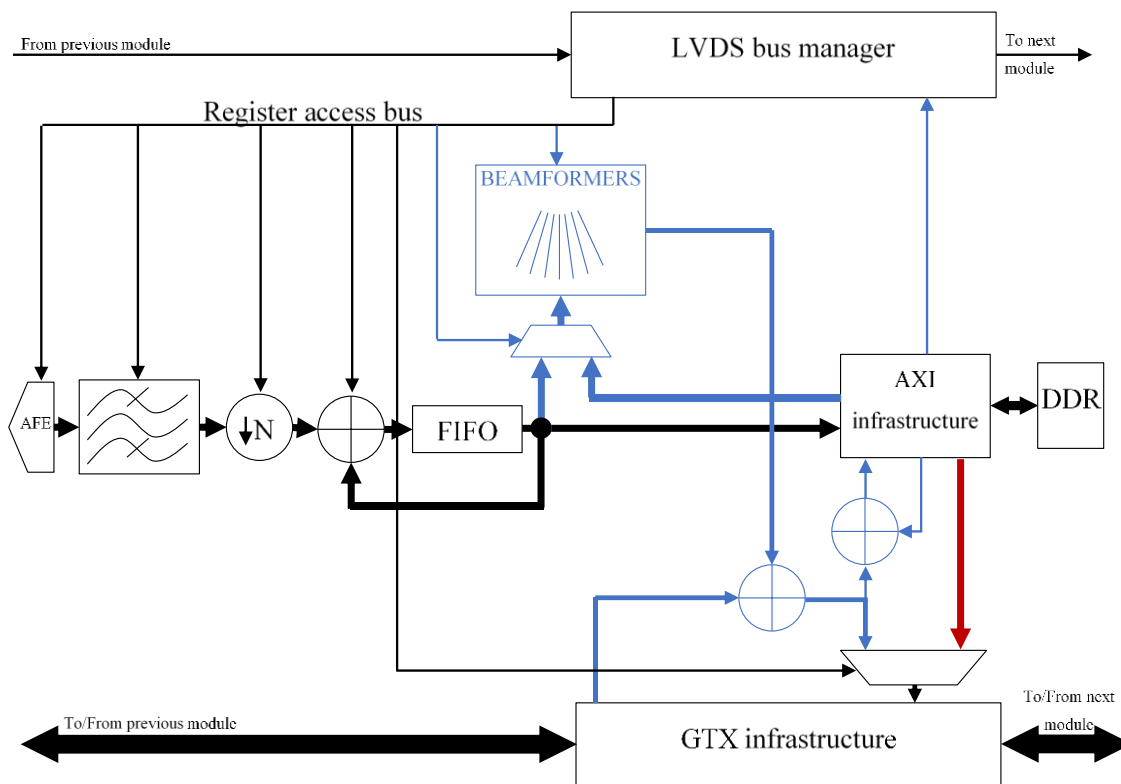 From previous module
LVDS bus manager
To next
module
Register access bus
BEAMFORMERS
AFE
↓N
FIFO
AXI
infrastructure
DDR
To/From previous module
GTX infrastructure
To/From next
module